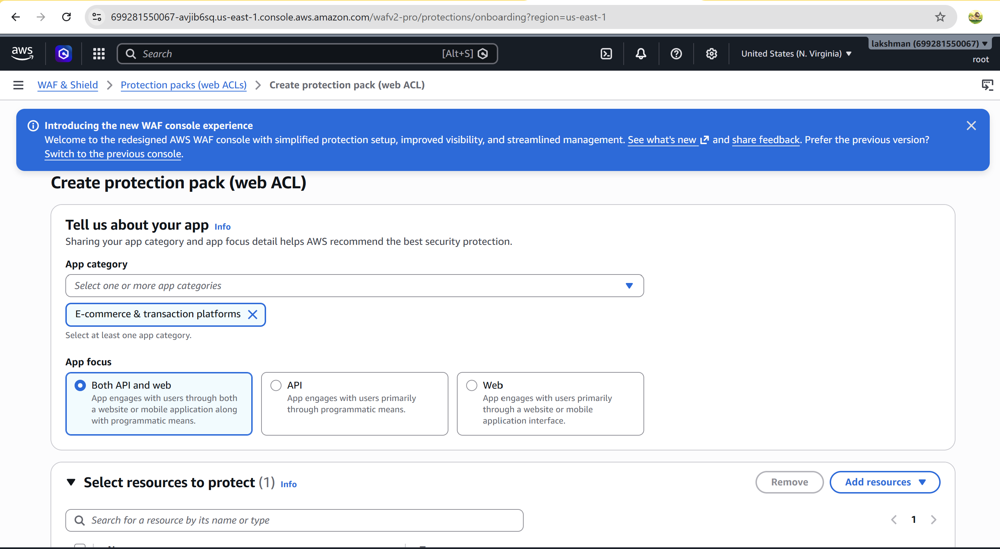 699281550067-avjib6sq.us-east-1.console.aws.amazon.com/wafv2-pro/protections/onboarding?region=us-east-1
aws
Search [Alt+S]
United States (N. Virginia)
lakshman (699281550067)
root
WAF & Shield
Protection packs (web ACLs)
Create protection pack (web ACL)
Introducing the new WAF console experience
Welcome to the redesigned AWS WAF console with simplified protection setup, improved visibility, and streamlined management. See what's new and share feedback. Prefer the previous version?
Switch to the previous console.
Create protection pack (web ACL)
Tell us about your app Info
Sharing your app category and app focus detail helps AWS recommend the best security protection.
App category
Select one or more app categories
E-commerce & transaction platforms
Select at least one app category.
App focus
Both API and web
App engages with users through both
a website or mobile application along
with programmatic means.
API
App engages with users primarily
through programmatic means.
Web
App engages with users primarily
through a website or mobile
application interface.
Select resources to protect (1) Info
Remove
Add resources
Search for a resource by its name or type
1